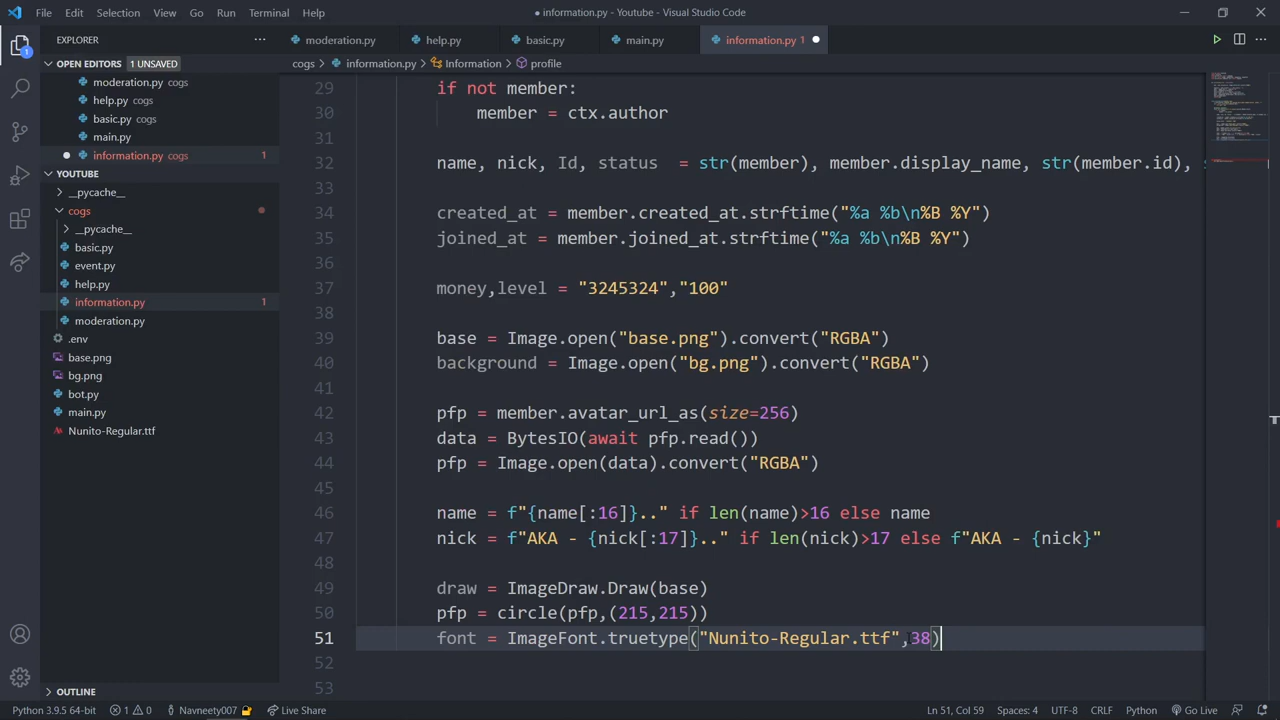 File Edit Selection View Go Run Terminal Help
● information.py - Youtube - Visual Studio Code
EXPLORER ...
moderation.py help.py basic.py main.py information.py 1 ●
OPEN EDITORS 1 UNSAVED
cogs > information.py > Information > profile
moderation.py cogs
help.py cogs
basic.py cogs
main.py
information.py cogs 1
YOUTUBE
__pycache__
cogs
__pycache__
basic.py
event.py
help.py
information.py 1
moderation.py
.env
base.png
bg.png
bot.py
main.py
Nunito-Regular.ttf
OUTLINE
1
29 if not member:
30 member = ctx.author
31
32 name, nick, Id, status = str(member), member.display_name, str(member.id),
33
34 created_at = member.created_at.strftime("%a %b\n%B %Y")
35 joined_at = member.joined_at.strftime("%a %b\n%B %Y")
36
37 money,level = "3245324","100"
38
39 base = Image.open("base.png").convert("RGBA")
40 background = Image.open("bg.png").convert("RGBA")
41
42 pfp = member.avatar_url_as(size=256)
43 data = BytesIO(await pfp.read())
44 pfp = Image.open(data).convert("RGBA")
45
46 name = f"{name[:16]}.." if len(name)>16 else name
47 nick = f"AKA - {nick[:17]}.." if len(nick)>17 else f"AKA - {nick}"
48
49 draw = ImageDraw.Draw(base)
50 pfp = circle(pfp,(215,215))
51 font = ImageFont.truetype("Nunito-Regular.ttf",38)
52
53
Python 3.9.5 64-bit 1 0 Navneety007 Live Share Ln 51, Col 59 Spaces: 4 UTF-8 CRLF Python Go Live